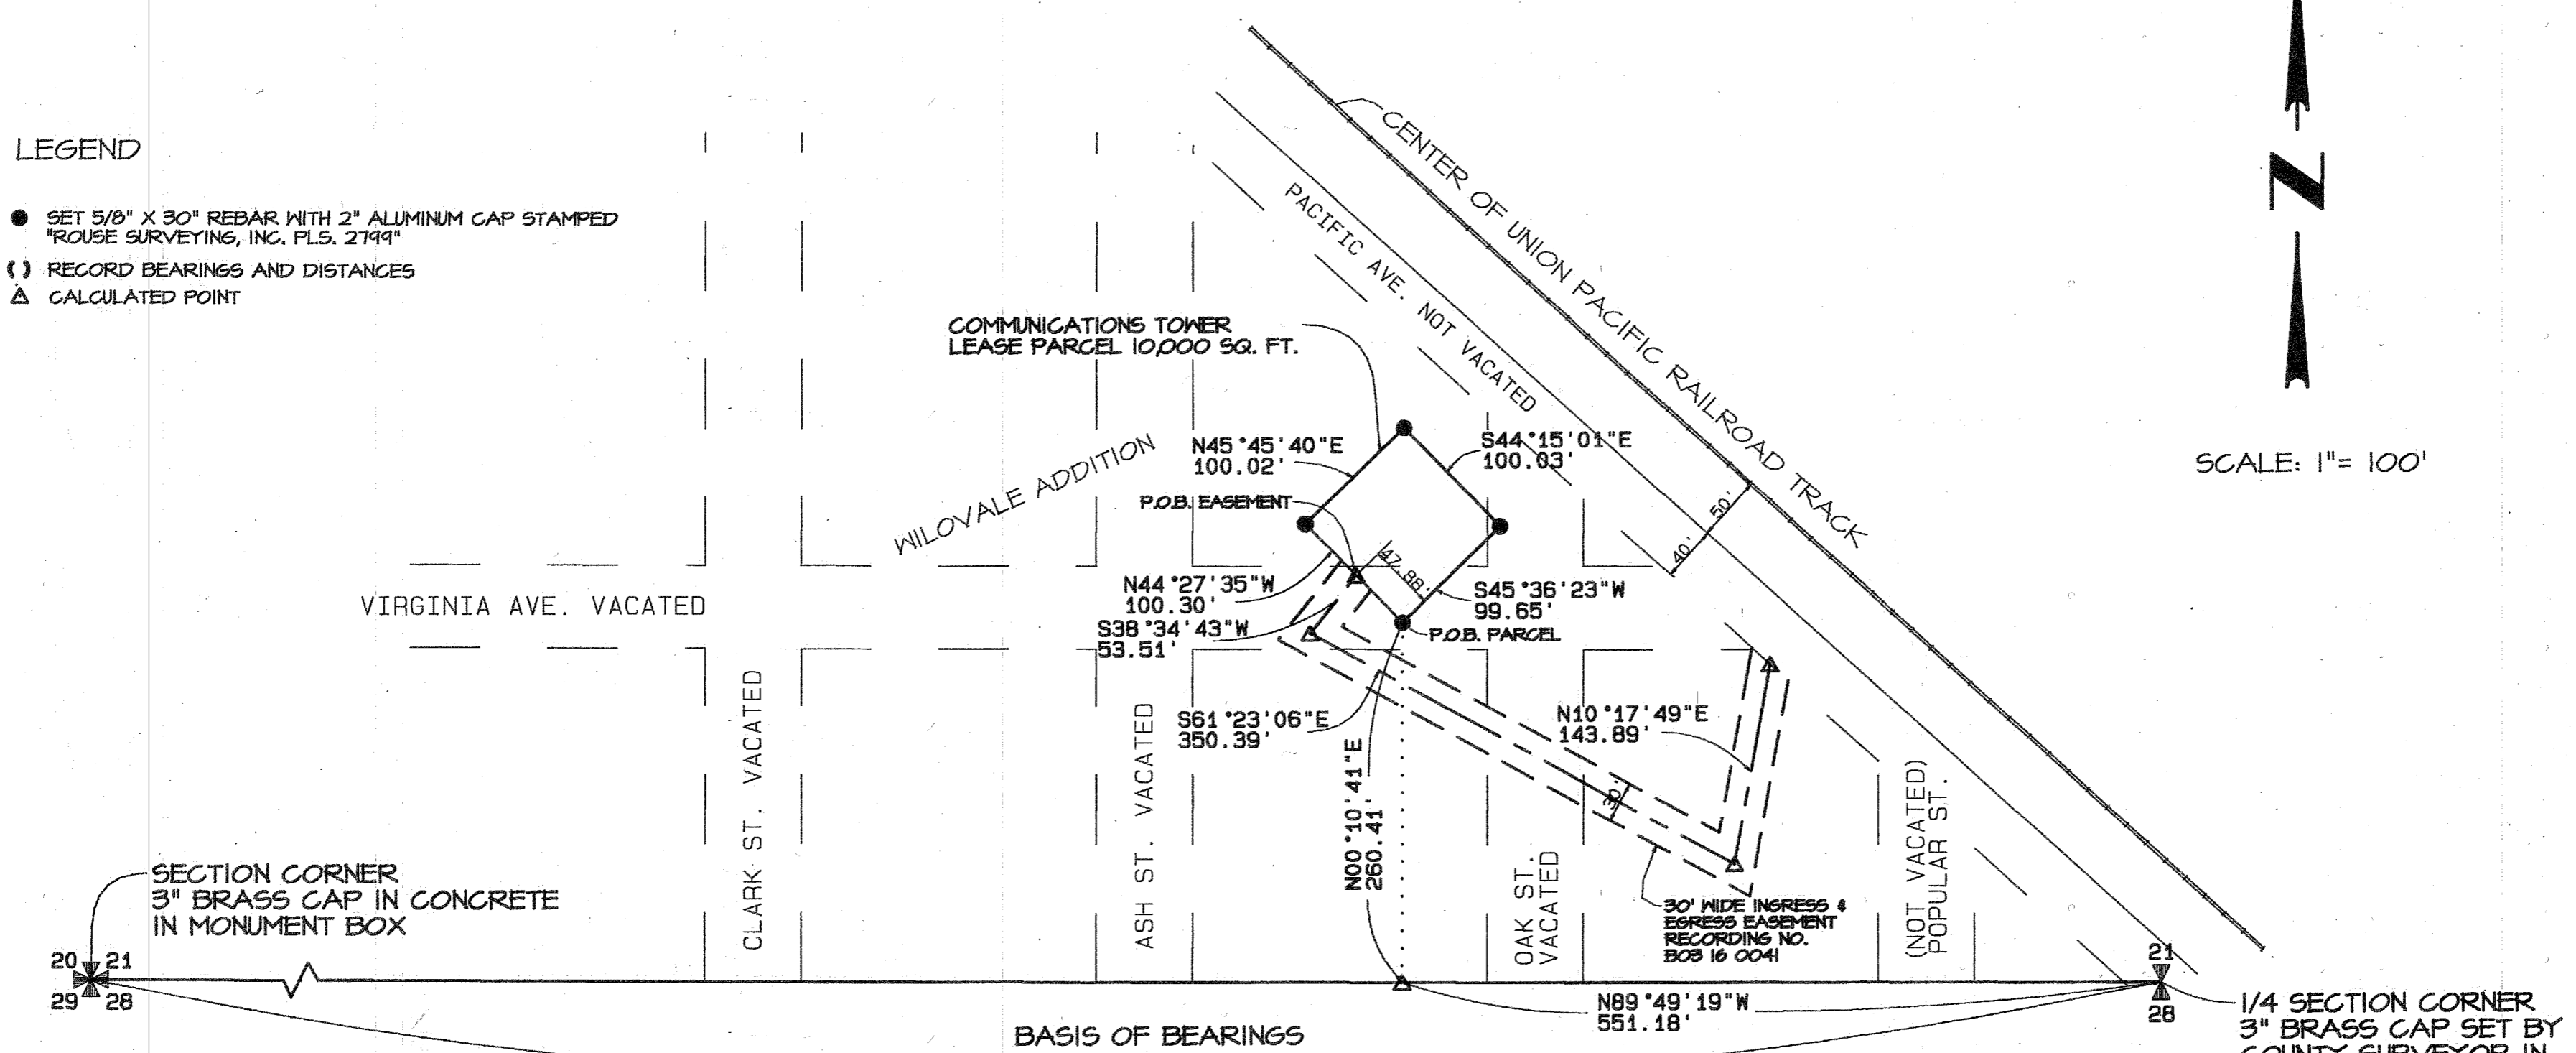 LEGEND
SET 5/8" X 30" REBAR WITH 2" ALUMINUM CAP STAMPED
"ROUSE SURVEYING, INC. PLS. 2799"
( ) RECORD BEARINGS AND DISTANCES
CALCULATED POINT
CENTER OF UNION PACIFIC RAILROAD TRACK
PACIFIC AVE. NOT VACATED
N
SCALE: 1"= 100'
COMMUNICATIONS TOWER
LEASE PARCEL 10,000 SQ. FT.
WILOVALE ADDITION
N45°45'40"E
100.02'
S44°15'01"E
100.03'
P.O.B. EASEMENT
50'
40'
47.88'
N44°27'35"W
100.30'
S45°36'23"W
99.65'
S38°34'43"W
53.51'
P.O.B. PARCEL
VIRGINIA AVE. VACATED
S61°23'06"E
350.39'
N10°17'49"E
143.89'
30'
N00°10'41"E
260.41'
CLARK ST. VACATED
ASH ST. VACATED
OAK ST.
VACATED
(NOT VACATED)
POPULAR ST.
30' WIDE INGRESS &
EGRESS EASEMENT
RECORDING NO.
B03 16 0041
SECTION CORNER
3" BRASS CAP IN CONCRETE
IN MONUMENT BOX
20 21
29 28
21
28
N89°49'19"W
551.18'
BASIS OF BEARINGS
1/4 SECTION CORNER
3" BRASS CAP SET BY
COUNTY SURVEYOR IN